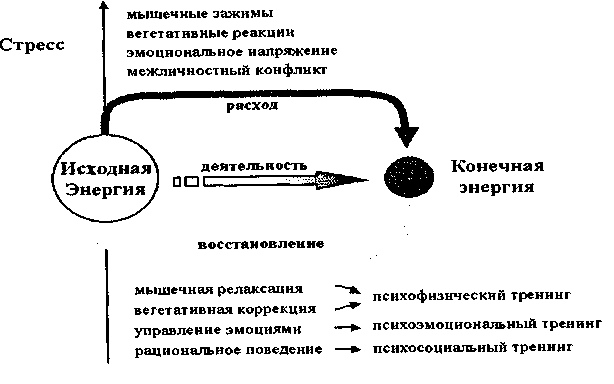 мышечные зажимы
вегетативные реакции
Стресс
эмоциональное напряжение
межличностный конфликт
расход
Исходная
Энергия
деятельность
Конечная
энергия
восстановление
мышечная релаксация
вегетативная коррекция
психофизический тренинг
управление эмоциями
психоэмоциональный тренинг
рациональное поведение
психосоциальный тренинг